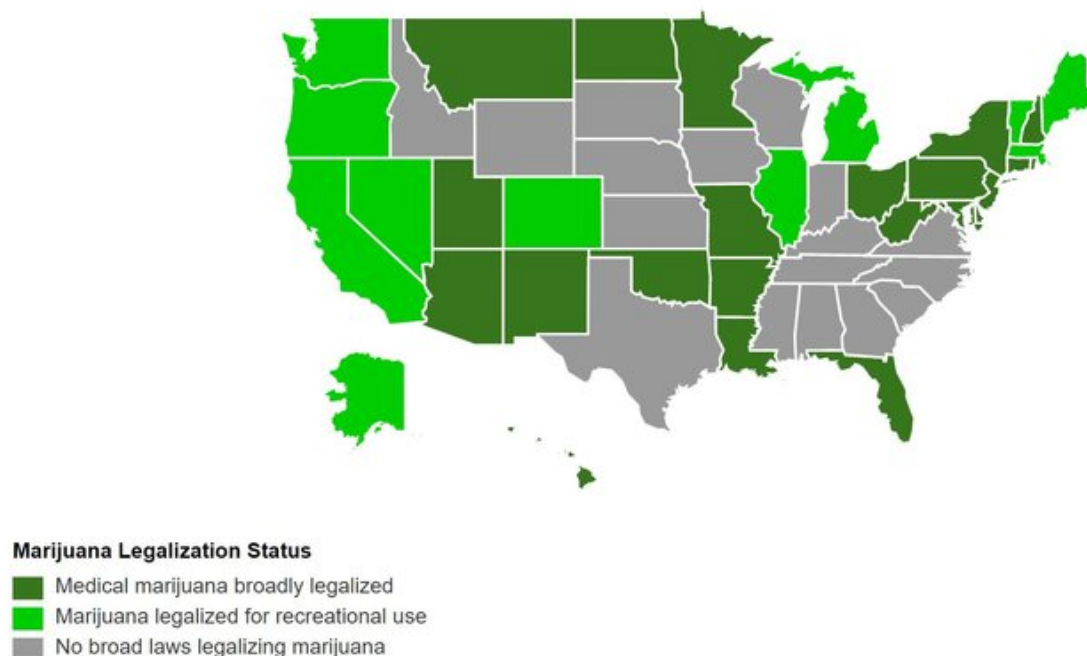 Marijuana Legalization Status
Medical marijuana broadly legalized
Marijuana legalized for recreational use
No broad laws legalizing marijuana